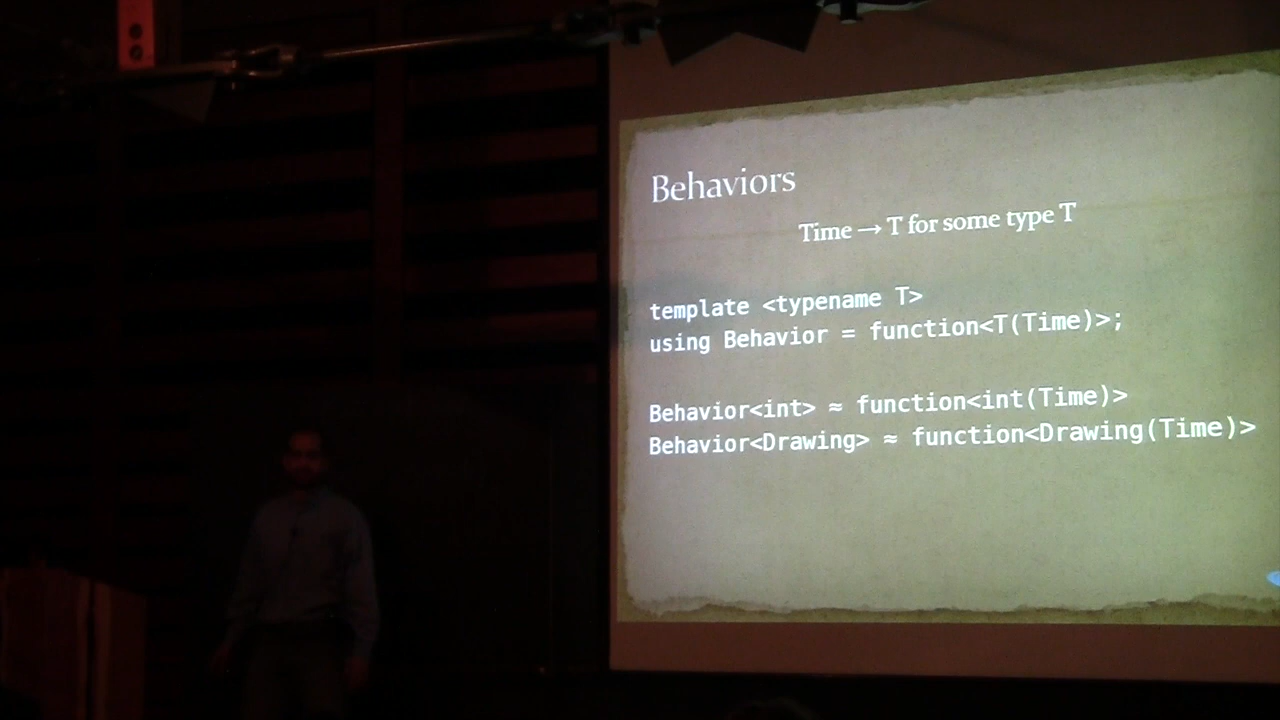 Behaviors
Time → T for some type T
template <typename T>
using Behavior = function<T(Time)>;
Behavior<int> ≈ function<int(Time)>
Behavior<Drawing> ≈ function<Drawing(Time)>